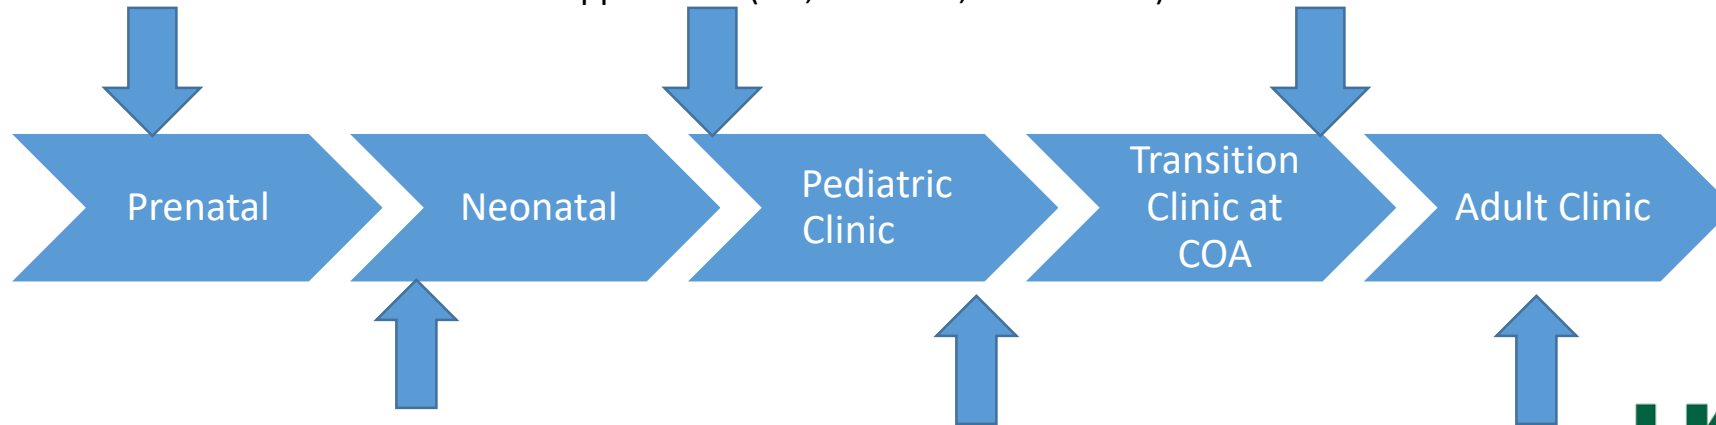 Prenatal
Neonatal
Pediatric
Clinic
Transition
Clinic at
COA
Adult Clinic